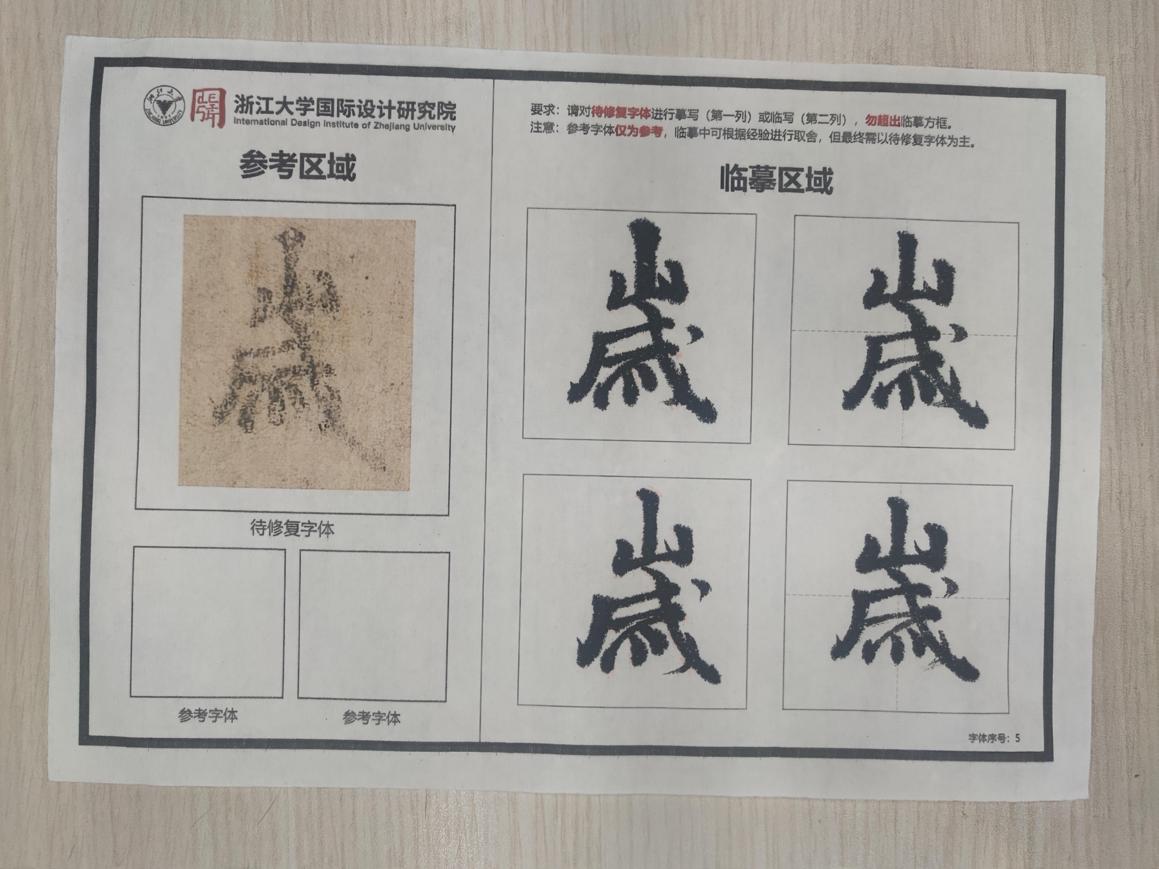 浙江大学国际设计研究院
International Design Institute of Zhejiang University
参考区域
待修复字体
参考字体
参考字体
要求：请对待修复字体进行摹写（第一列）或临写（第二列），勿超出临摹方框。
注意：参考字体仅为参考，临摹中可根据经验进行取舍，但最终需以待修复字体为主。
临摹区域
字体序号：5